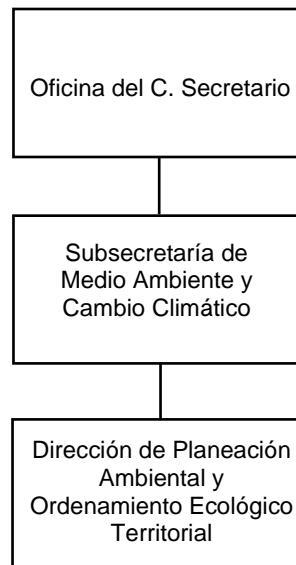 Oficina del C. Secretario
Subsecretaría de
Medio Ambiente y
Cambio Climático
Dirección de Planeación
Ambiental y
Ordenamiento Ecológico
Territorial